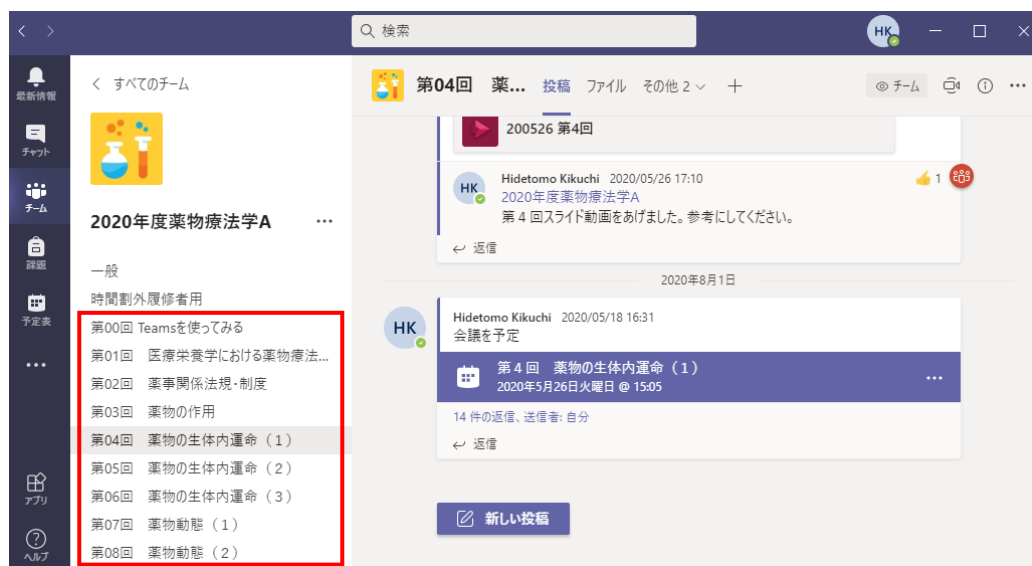 検索
HK
最新情報
チャット
チーム
課題
予定表
アプリ
ヘルプ
すべてのチーム
2020年度薬物療法学A
一般
時間割外履修者用
第00回 Teamsを使ってみる
第01回 医療栄養学における薬物療法...
第02回 薬事関係法規・制度
第03回 薬物の作用
第04回 薬物の生体内運命（1）
第05回 薬物の生体内運命（2）
第06回 薬物の生体内運命（3）
第07回 薬物動態（1）
第08回 薬物動態（2）
第04回 薬... 投稿 ファイル その他 2 チーム
200526 第4回
HK
Hidetomo Kikuchi 2020/05/26 17:10
1
2020年度薬物療法学A
第４回スライド動画をあげました。参考にしてください。
返信
2020年8月1日
HK
Hidetomo Kikuchi 2020/05/18 16:31
会議を予定
第４回 薬物の生体内運命（1）
2020年5月26日火曜日 @ 15:05
14 件の返信、送信者: 自分
返信
新しい投稿